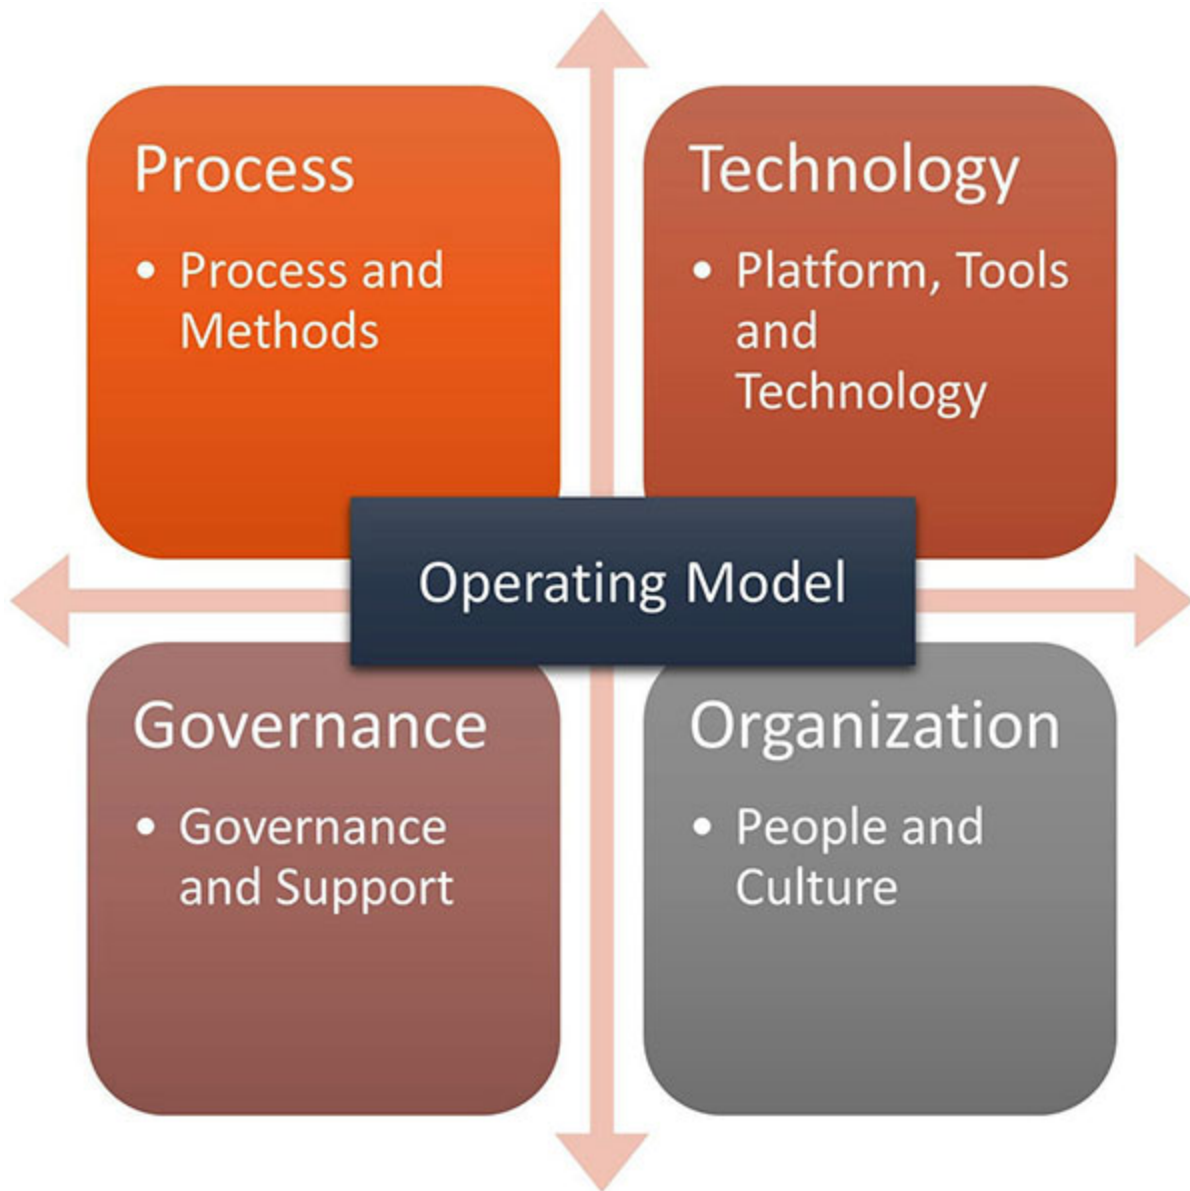 Process
• Process and
Methods
Technology
• Platform, Tools
and
Technology
Operating Model
Governance
• Governance
and Support
Organization
• People and
Culture